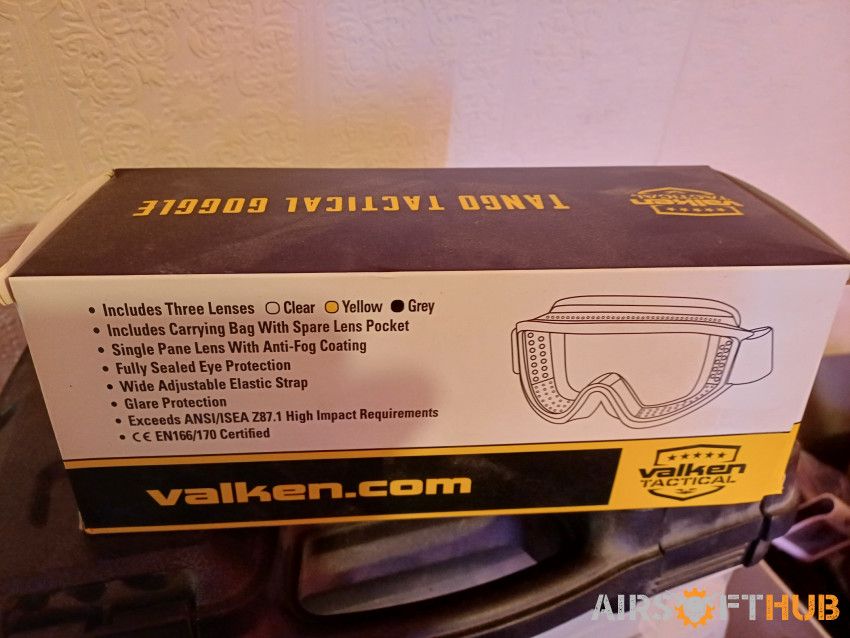 TANGO TACTICAL GOGGLE
valken
TACTICAL
• Includes Three Lenses Clear Yellow Grey
• Includes Carrying Bag With Spare Lens Pocket
• Single Pane Lens With Anti-Fog Coating
• Fully Sealed Eye Protection
• Wide Adjustable Elastic Strap
• Glare Protection
• Exceeds ANSI/ISEA Z87.1 High Impact Requirements
• CE EN166/170 Certified
valken.com
valken
TACTICAL
AIRSOFTHUB